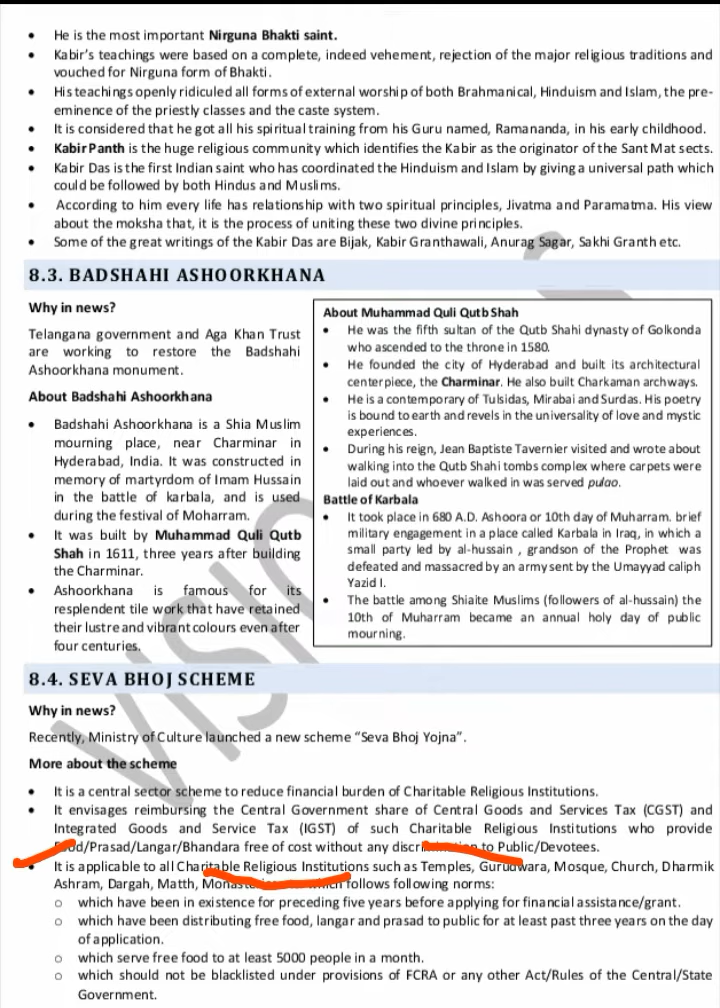 • He is the most important Nirguna Bhakti saint.
• Kabir's teachings were based on a complete, indeed vehement, rejection of the major religious traditions and
vouched for Nirguna form of Bhakti.
• His teachings openly ridiculed all forms of external worship of both Brahmanical, Hinduism and Islam, the pre-
eminence of the priestly classes and the caste system.
• It is considered that he got all his spiritual training from his Guru named, Ramananda, in his early childhood.
• Kabir Panth is the huge religious community which identifies the Kabir as the originator of the Sant Mat sects.
• Kabir Das is the first Indian saint who has coordinated the Hinduism and Islam by giving a universal path which
could be followed by both Hindus and Muslims.
• According to him every life has relationship with two spiritual principles, Jivatma and Paramatma. His view
about the moksha that, it is the process of uniting these two divine principles.
• Some of the great writings of the Kabir Das are Bijak, Kabir Granthawali, Anurag Sagar, Sakhi Granth etc.
8.3. BADSHAHI ASHOORKHANA
Why in news?
Telangana government and Aga Khan Trust
are working to restore the Badshahi
Ashoorkhana monument.
About Badshahi Ashoorkhana
• Badshahi Ashoorkhana is a Shia Muslim
mourning place, near Charminar in
Hyderabad, India. It was constructed in
memory of martyrdom of Imam Hussain
in the battle of karbala, and is used
during the festival of Moharram.
• It was built by Muhammad Quli Qutb
Shah in 1611, three years after building
the Charminar.
• Ashoorkhana is famous for its
resplendent tile work that have retained
their lustre and vibrant colours even after
four centuries.
About Muhammad Quli Qutb Shah
• He was the fifth sultan of the Qutb Shahi dynasty of Golkonda
who ascended to the throne in 1580.
• He founded the city of Hyderabad and built its architectural
centerpiece, the Charminar. He also built Charkaman archways.
• He is a contemporary of Tulsidas, Mirabai and Surdas. His poetry
is bound to earth and revels in the universality of love and mystic
experiences.
• During his reign, Jean Baptiste Tavernier visited and wrote about
walking into the Qutb Shahi tombs complex where carpets were
laid out and whoever walked in was served pulao.
Battle of Karbala
• It took place in 680 A.D. Ashoora or 10th day of Muharram. brief
military engagement in a place called Karbala in Iraq, in which a
small party led by al-hussain , grandson of the Prophet was
defeated and massacred by an army sent by the Umayyad caliph
Yazid I.
• The battle among Shiaite Muslims (followers of al-hussain) the
10th of Muharram became an annual holy day of public
mourning.
8.4. SEVA BHOJ SCHEME
Why in news?
Recently, Ministry of Culture launched a new scheme "Seva Bhoj Yojna".
More about the scheme
• It is a central sector scheme to reduce financial burden of Charitable Religious Institutions.
• It envisages reimbursing the Central Government share of Central Goods and Services Tax (CGST) and
Integrated Goods and Service Tax (IGST) of such Charitable Religious Institutions who provide
Food/Prasad/Langar/Bhandara free of cost without any discrimination to Public/Devotees.
• It is applicable to all Charitable Religious Institutions such as Temples, Gurudwara, Mosque, Church, Dharmik
Ashram, Dargah, Matth, follows following norms:
o which have been in existence for preceding five years before applying for financial assistance/grant.
o which have been distributing free food, langar and prasad to public for at least past three years on the day
of application.
o which serve free food to at least 5000 people in a month.
o which should not be blacklisted under provisions of FCRA or any other Act/Rules of the Central/State
Government.